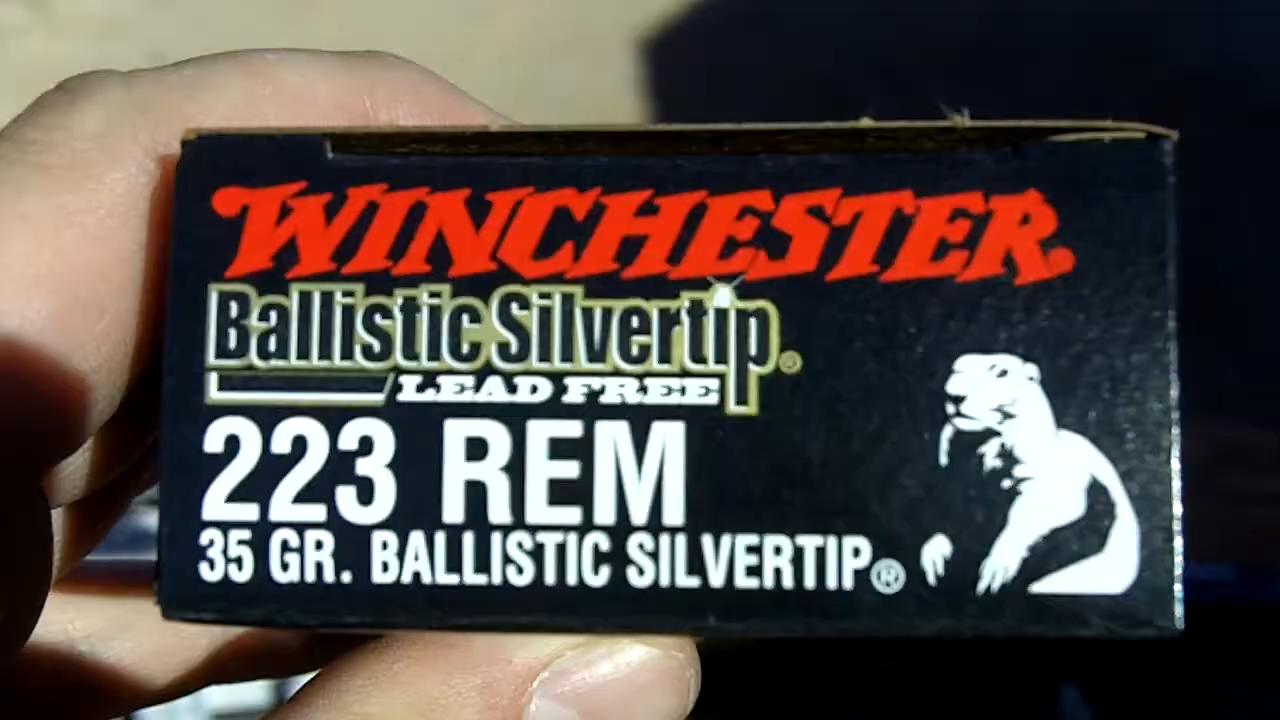 WINCHESTER
Ballistic Silvertip®
LEAD FREE
223 REM
35 GR. BALLISTIC SILVERTIP®